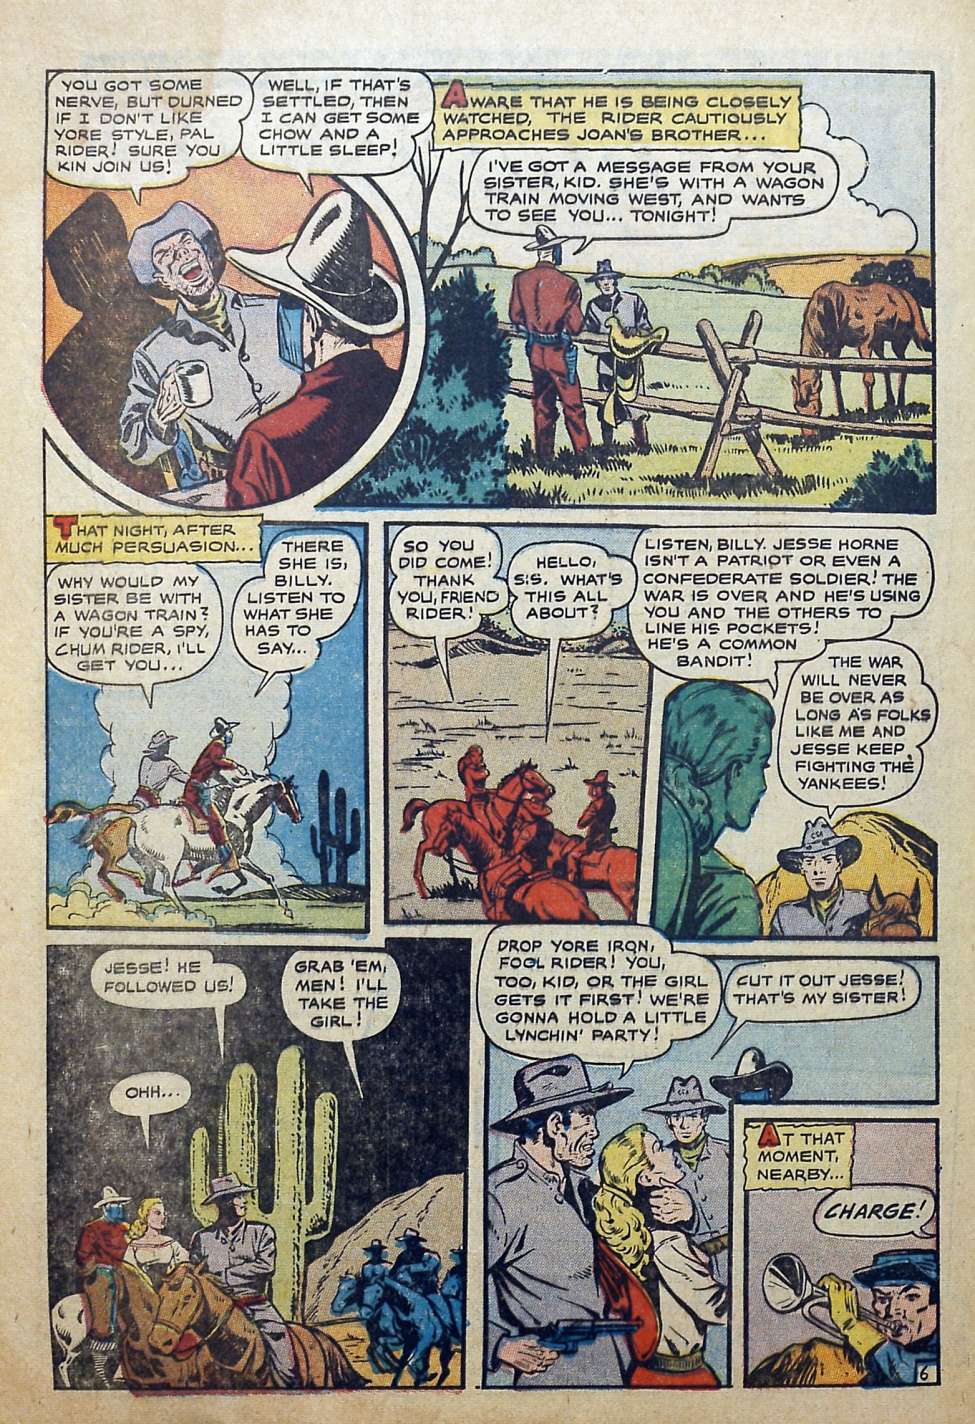 YOU GOT SOME
NERVE, BUT DURNED
IF I DON'T LIKE
YORE STYLE, PAL
RIDER! SURE YOU
KIN JOIN US!
WELL, IF THAT'S
SETTLED, THEN
I CAN GET SOME
CHOW AND A
LITTLE SLEEP!
AWARE THAT HE IS BEING CLOSELY
WATCHED, THE RIDER CAUTIOUSLY
APPROACHES JOAN'S BROTHER...
I'VE GOT A MESSAGE FROM YOUR
SISTER, KID. SHE'S WITH A WAGON
TRAIN MOVING WEST, AND WANTS
TO SEE YOU... TONIGHT!
THAT NIGHT, AFTER
MUCH PERSUASION...
WHY WOULD MY
SISTER BE WITH
A WAGON TRAIN?
IF YOU'RE A SPY,
CHUM RIDER, I'LL
GET YOU...
THERE
SHE IS,
BILLY.
LISTEN TO
WHAT SHE
HAS TO
SAY...
SO YOU
DID COME!
THANK
YOU, FRIEND
RIDER!
HELLO,
SIS. WHAT'S
THIS ALL
ABOUT?
LISTEN, BILLY. JESSE HORNE
ISN'T A PATRIOT OR EVEN A
CONFEDERATE SOLDIER! THE
WAR IS OVER AND HE'S USING
YOU AND THE OTHERS TO
LINE HIS POCKETS!
HE'S A COMMON
BANDIT!
THE WAR
WILL NEVER
BE OVER AS
LONG AS FOLKS
LIKE ME AND
JESSE KEEP
FIGHTING THE
YANKEES!
CSA
JESSE! HE
FOLLOWED US!
GRAB 'EM,
MEN! I'LL
TAKE THE
GIRL!
OHH...
DROP YORE IRON,
FOOL RIDER! YOU,
TOO, KID, OR THE GIRL
GETS IT FIRST! WE'RE
GONNA HOLD A LITTLE
LYNCHIN' PARTY!
CUT IT OUT JESSE!
THAT'S MY SISTER!
CSA
AT THAT
MOMENT,
NEARBY...
CHARGE!
6